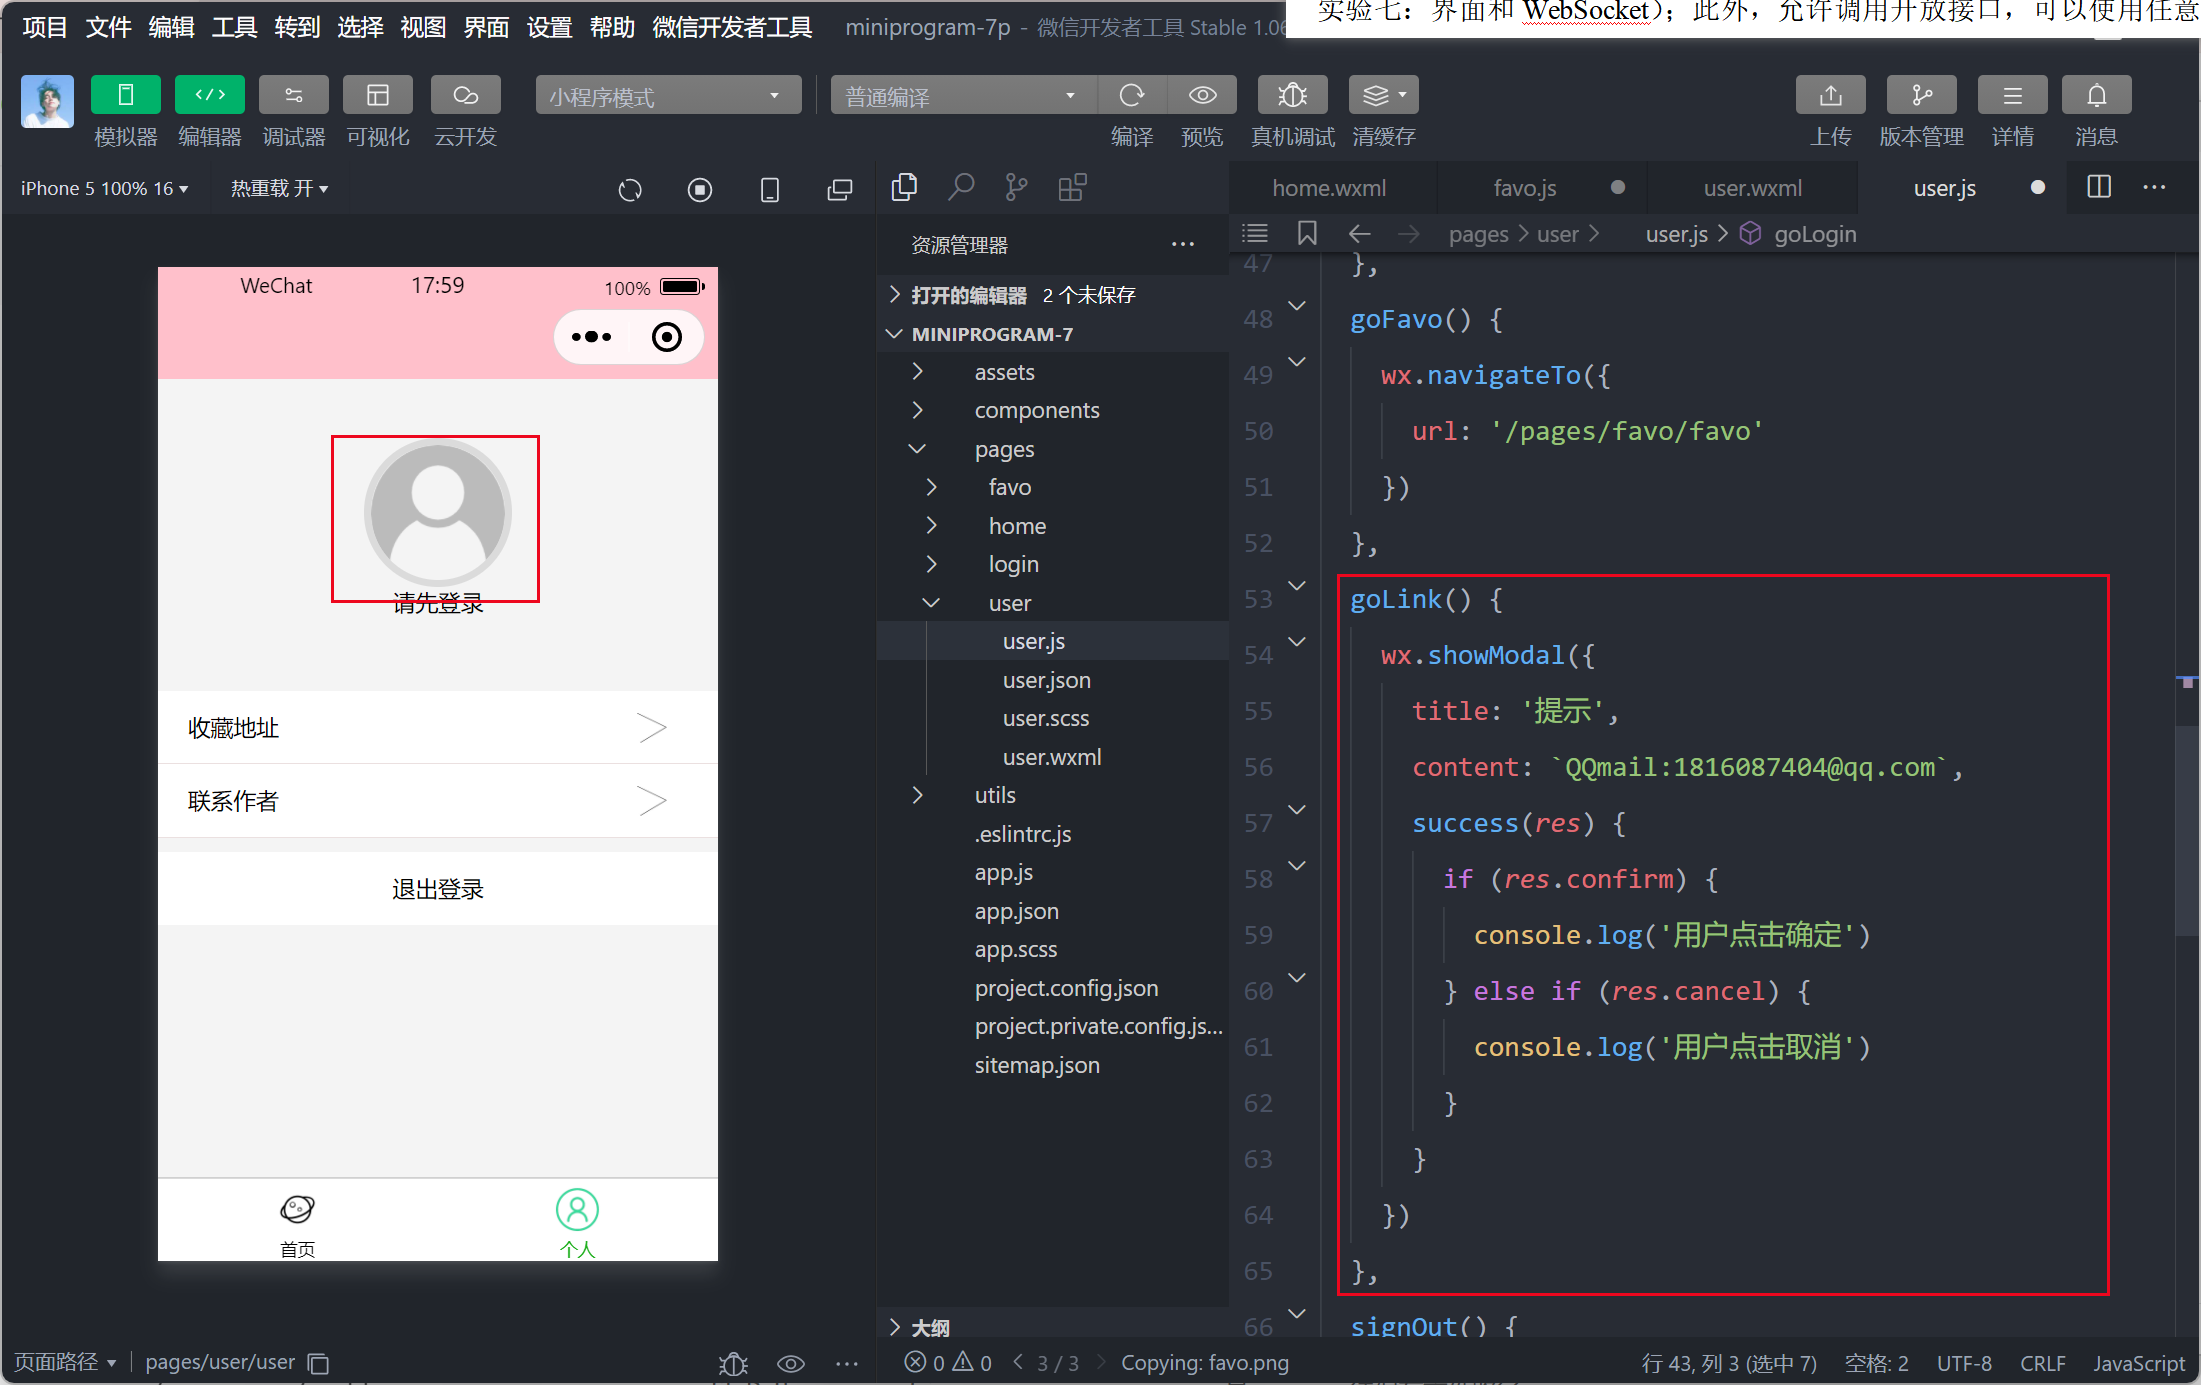 实验七：界面和 WebSocket）；此外，允许调用开放接口，可以使用任意
项目 文件 编辑 工具 转到 选择 视图 界面 设置 帮助 微信开发者工具 miniprogram-7p - 微信开发者工具 Stable 1.06
小程序模式 普通编译
模拟器 编辑器 调试器 可视化 云开发 编译 预览 真机调试 清缓存 上传 版本管理 详情 消息
iPhone 5 100% 16 热重载 开
WeChat 17:59 100%
请先登录
收藏地址
联系作者
退出登录
首页 个人
页面路径 pages/user/user
资源管理器
打开的编辑器 2 个未保存
MINIPROGRAM-7
assets
components
pages
favo
home
login
user
user.js
user.json
user.scss
user.wxml
utils
.eslintrc.js
app.js
app.json
app.scss
project.config.json
project.private.config.js...
sitemap.json
大纲
home.wxml favo.js user.wxml user.js
pages > user > user.js > goLogin
47 },
48 goFavo() {
49 wx.navigateTo({
50 url: '/pages/favo/favo'
51 })
52 },
53 goLink() {
54 wx.showModal({
55 title: '提示',
56 content: `QQmail:1816087404@qq.com`,
57 success(res) {
58 if (res.confirm) {
59 console.log('用户点击确定')
60 } else if (res.cancel) {
61 console.log('用户点击取消')
62 }
63 }
64 })
65 },
66 signOut() {
0 0 3 / 3 Copying: favo.png 行 43, 列 3 (选中 7) 空格: 2 UTF-8 CRLF JavaScript